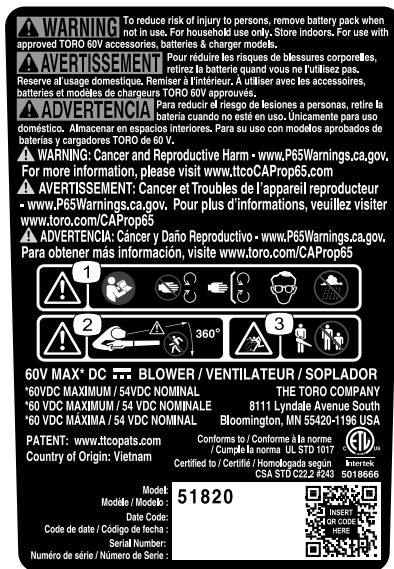 WARNING To reduce risk of injury to persons, remove battery pack when
not in use. For household use only. Store indoors. For use with
approved TORO 60V accessories, batteries & charger models.
AVERTISSEMENT Pour réduire les risques de blessures corporelles,
retirez la batterie quand vous ne l'utilisez pas.
Reserve al'usage domestique. Remiser à l'intérieur. À utiliser avec les accessoires,
batteries et modèles de chargeurs TORO 60V approuvés.
ADVERTENCIA Para reducir el riesgo de lesiones a personas, retire la
batería cuando no esté en uso. Únicamente para uso
doméstico. Almacenar en espacios interiores. Para su uso con modelos aprobados de
baterías y cargadores TORO de 60 V.
WARNING: Cancer and Reproductive Harm - www.P65Warnings.ca.gov.
For more information, please visit www.ttcoCAProp65.com
AVERTISSEMENT: Cancer et Troubles de l'appareil reproducteur
- www.P65Warnings.ca.gov. Pour plus d'informations, veuillez visiter
www.toro.com/CAProp65
ADVERTENCIA: Cáncer y Daño Reproductivo - www.P65Warnings.ca.gov.
Para obtener más información, visite www.toro.com/CAProp65
1
2
360°
3
60V MAX* DC BLOWER / VENTILATEUR / SOPLADOR
*60VDC MAXIMUM / 54VDC NOMINAL
*60 VDC MAXIMUM / 54 VDC NOMINALE
*60 VDC MÁXIMA / 54 VDC NOMINAL
THE TORO COMPANY
8111 Lyndale Avenue South
Bloomington, MN 55420-1196 USA
PATENT: www.ttcopats.com
Country of Origin: Vietnam
Conforms to / Conforme à la norme
/ Cumple la norma UL STD 1017
Certified to / Certifié / Homologada según
CSA STD C22.2 #243
c ETL us
Intertek
5018666
Model:
Modèle / Modelo :
51820
Date Code:
Code de date / Código de fecha :
Serial Number:
Numéro de série / Número de Serie :
INSERT
QR CODE
HERE